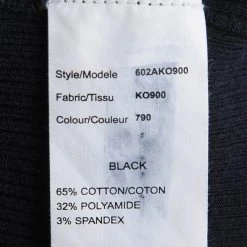 Style/Modele 602AKO900
Fabric/Tissu KO900
Colour/Couleur 790
BLACK
65% COTTON/COTON
32% POLYAMIDE
3% SPANDEX